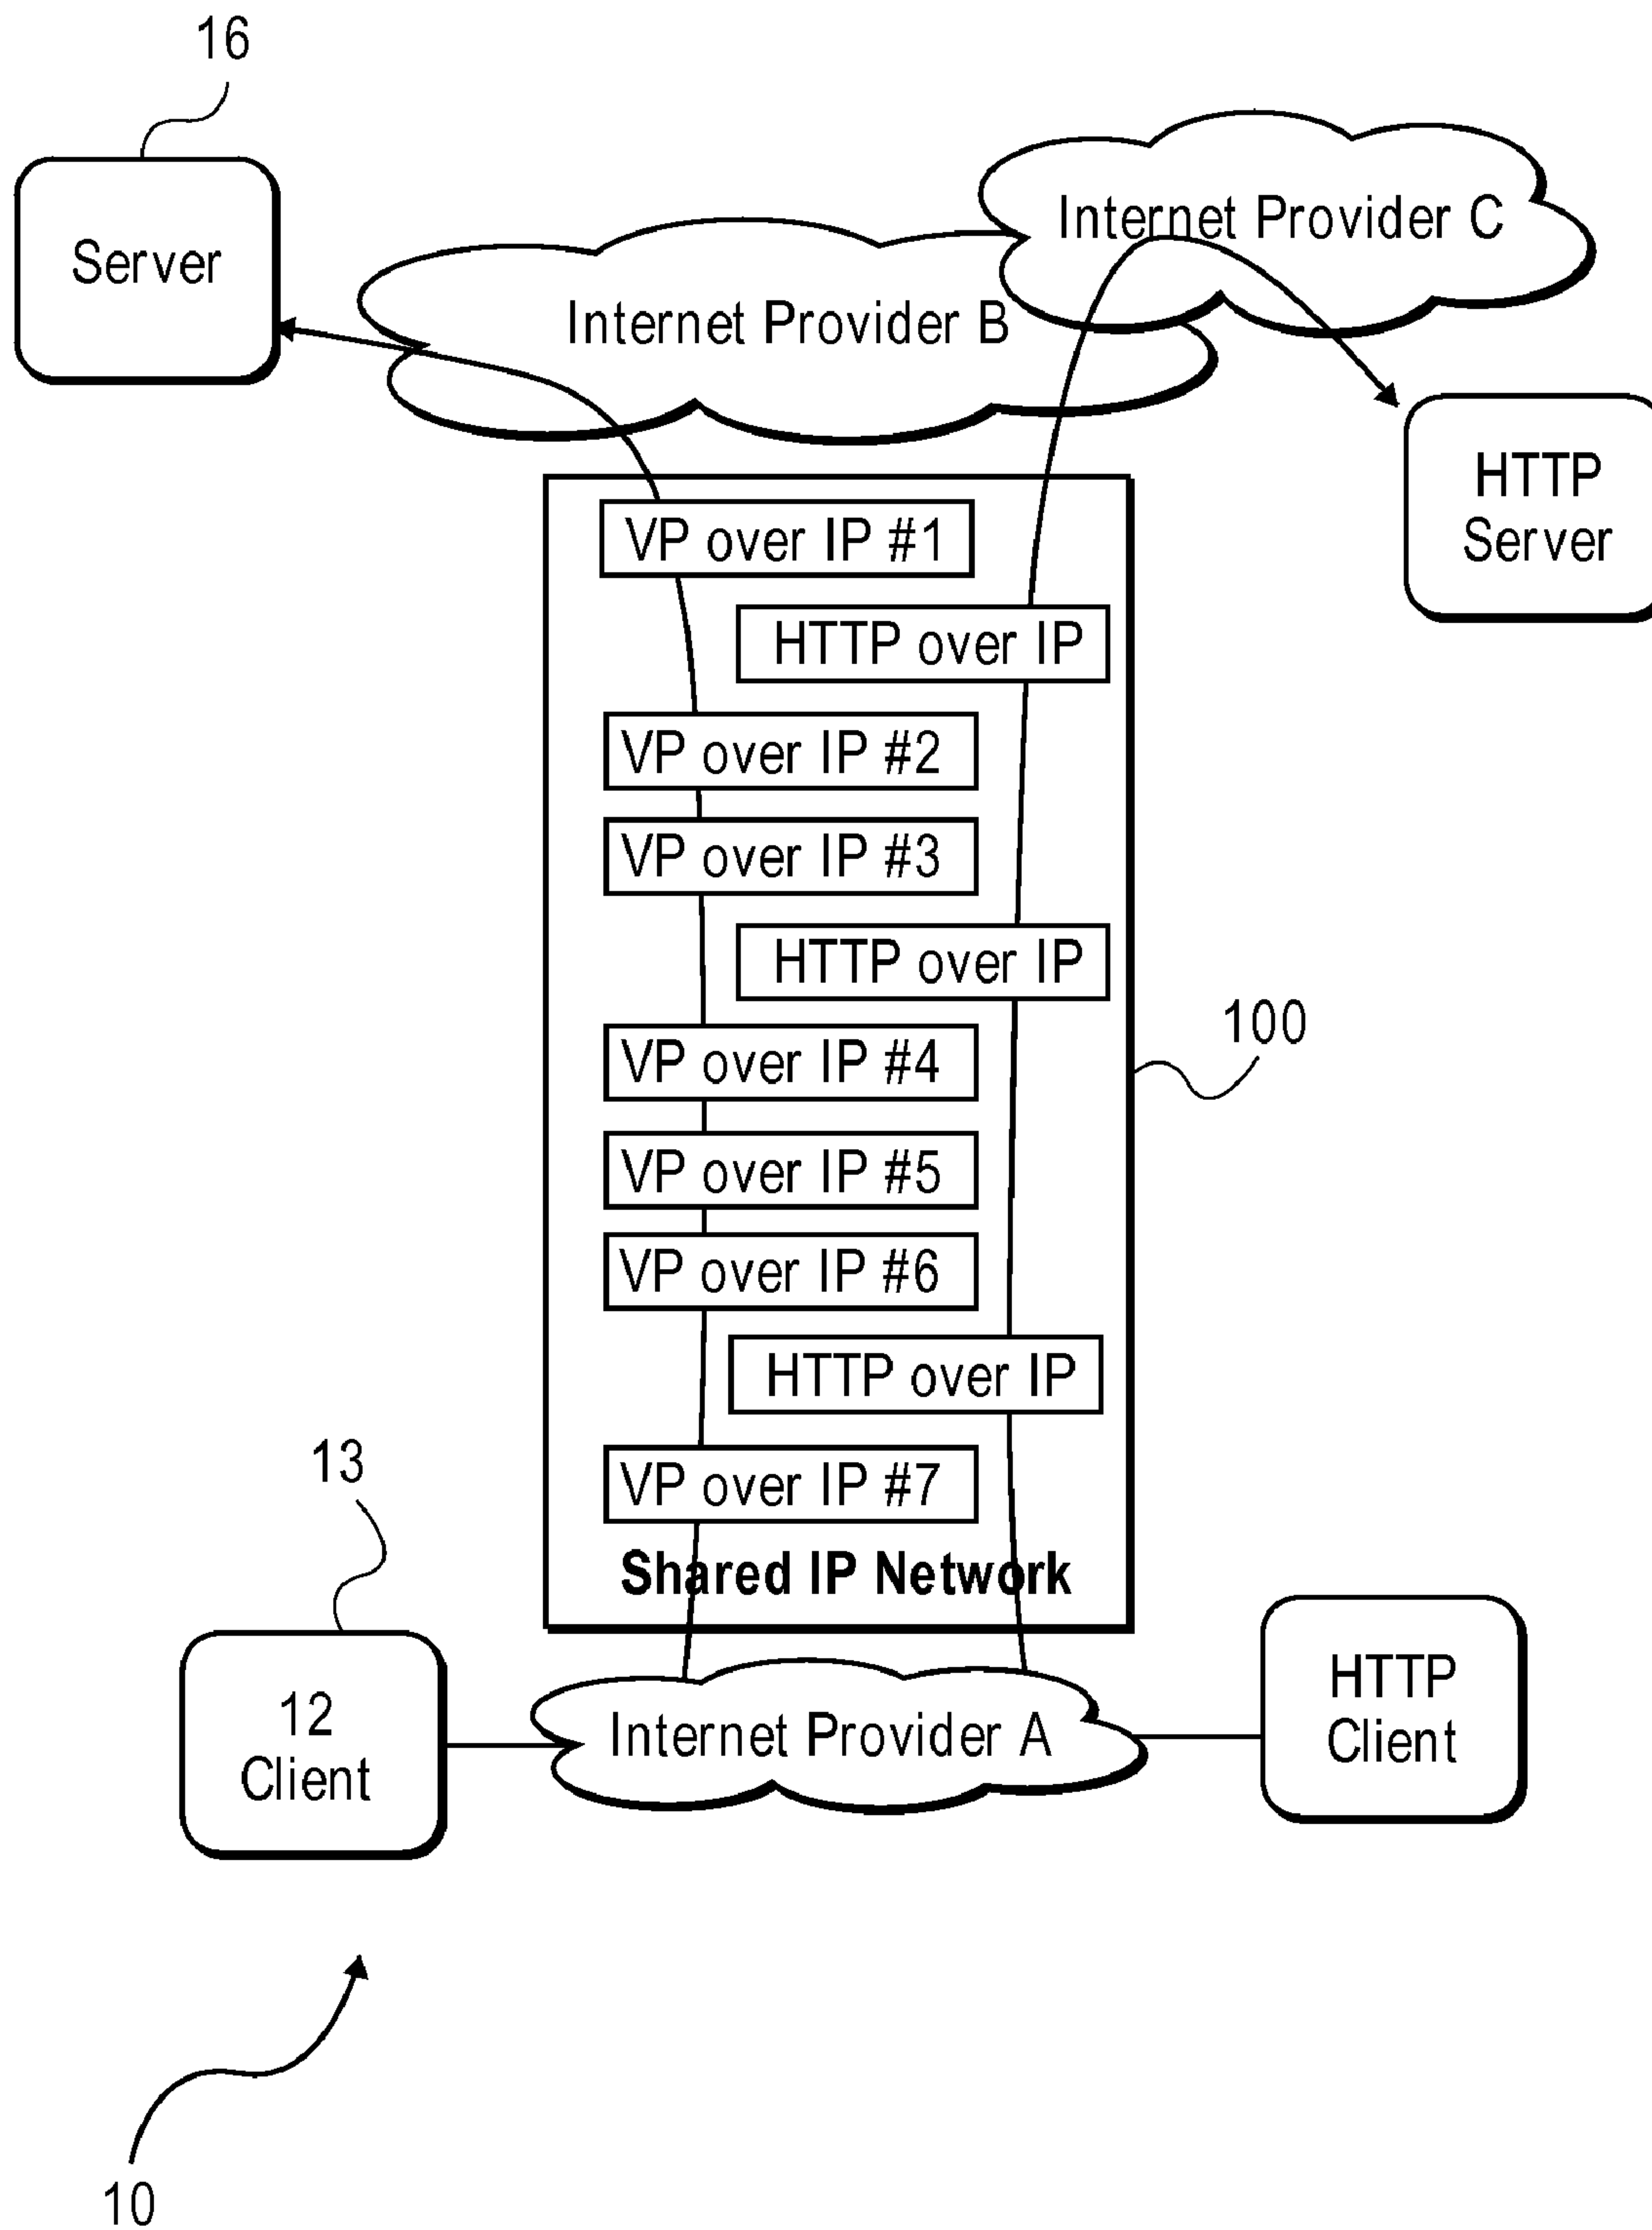 16
Server
Internet Provider C
Internet Provider B
HTTP
Server
VP over IP #1
HTTP over IP
VP over IP #2
VP over IP #3
HTTP over IP
100
VP over IP #4
VP over IP #5
VP over IP #6
HTTP over IP
13
VP over IP #7
Shared IP Network
12
Client
Internet Provider A
HTTP
Client
10